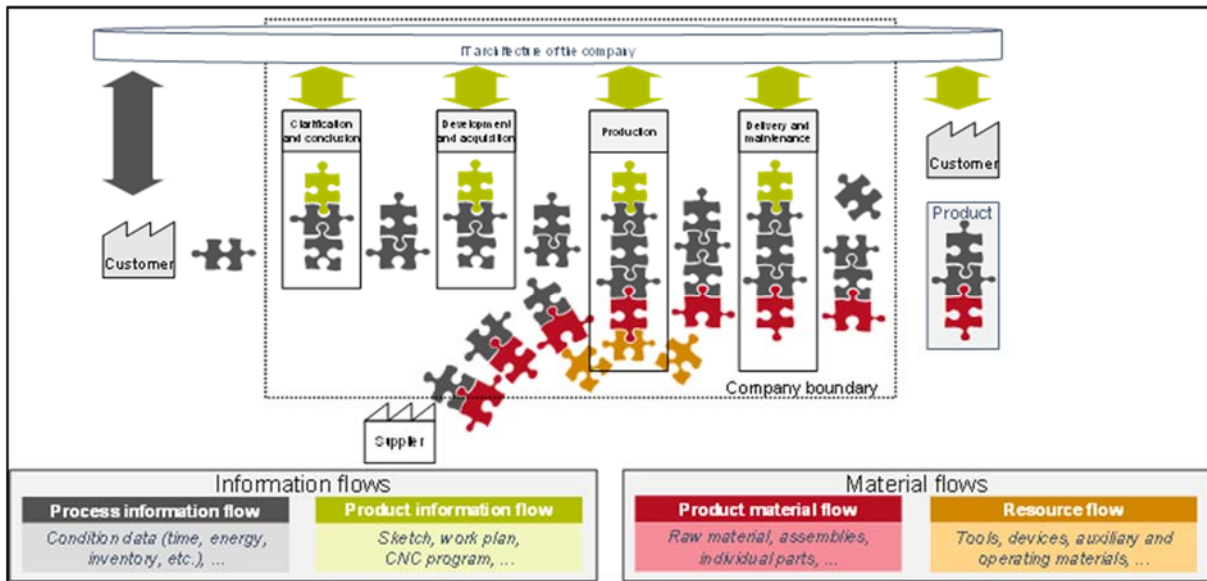 IT architecture of the company
Clarification
and conclusion
Development
and acquisition
Production
Delivery and
maintenance
Customer
Customer
Product
Company boundary
Supplier
Information flows
Material flows
Process information flow
Condition data (time, energy,
inventory, etc.), ...
Product information flow
Sketch, work plan,
CNC program, ...
Product material flow
Raw material, assemblies,
individual parts, ...
Resource flow
Tools, devices, auxiliary and
operating materials, ...